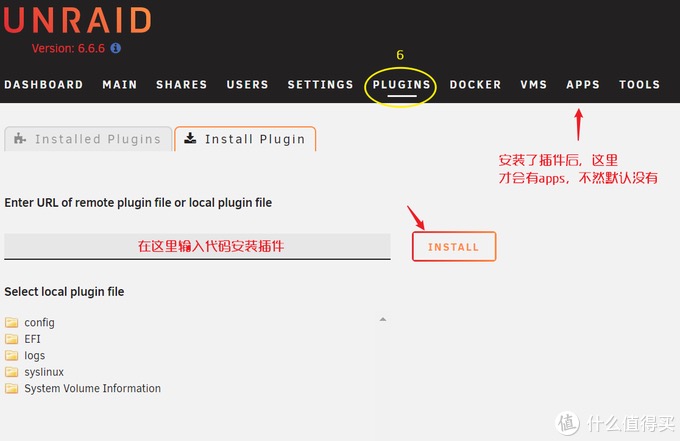 UNRAID
Version: 6.6.6
6
DASHBOARD MAIN SHARES USERS SETTINGS PLUGINS DOCKER VMS APPS TOOLS
Installed Plugins Install Plugin
安装了插件后，这里
才会有apps，不然默认没有
Enter URL of remote plugin file or local plugin file
在这里输入代码安装插件
INSTALL
Select local plugin file
config
EFI
logs
syslinux
System Volume Information
值 什么值得买